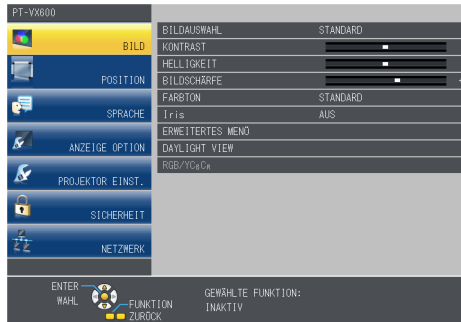 PT-VX600
BILD
POSITION
SPRACHE
ANZEIGE OPTION
PROJEKTOR EINST.
SICHERHEIT
NETZWERK
BILDAUSWAHL STANDARD
KONTRAST
HELLIGKEIT
BILDSCHÄRFE +
FARBTON STANDARD
Iris AUS
ERWEITERTES MENÜ
DAYLIGHT VIEW
RGB/YCBCR
ENTER
WAHL
FUNKTION
ZURÜCK
GEWÄHLTE FUNKTION:
INAKTIV